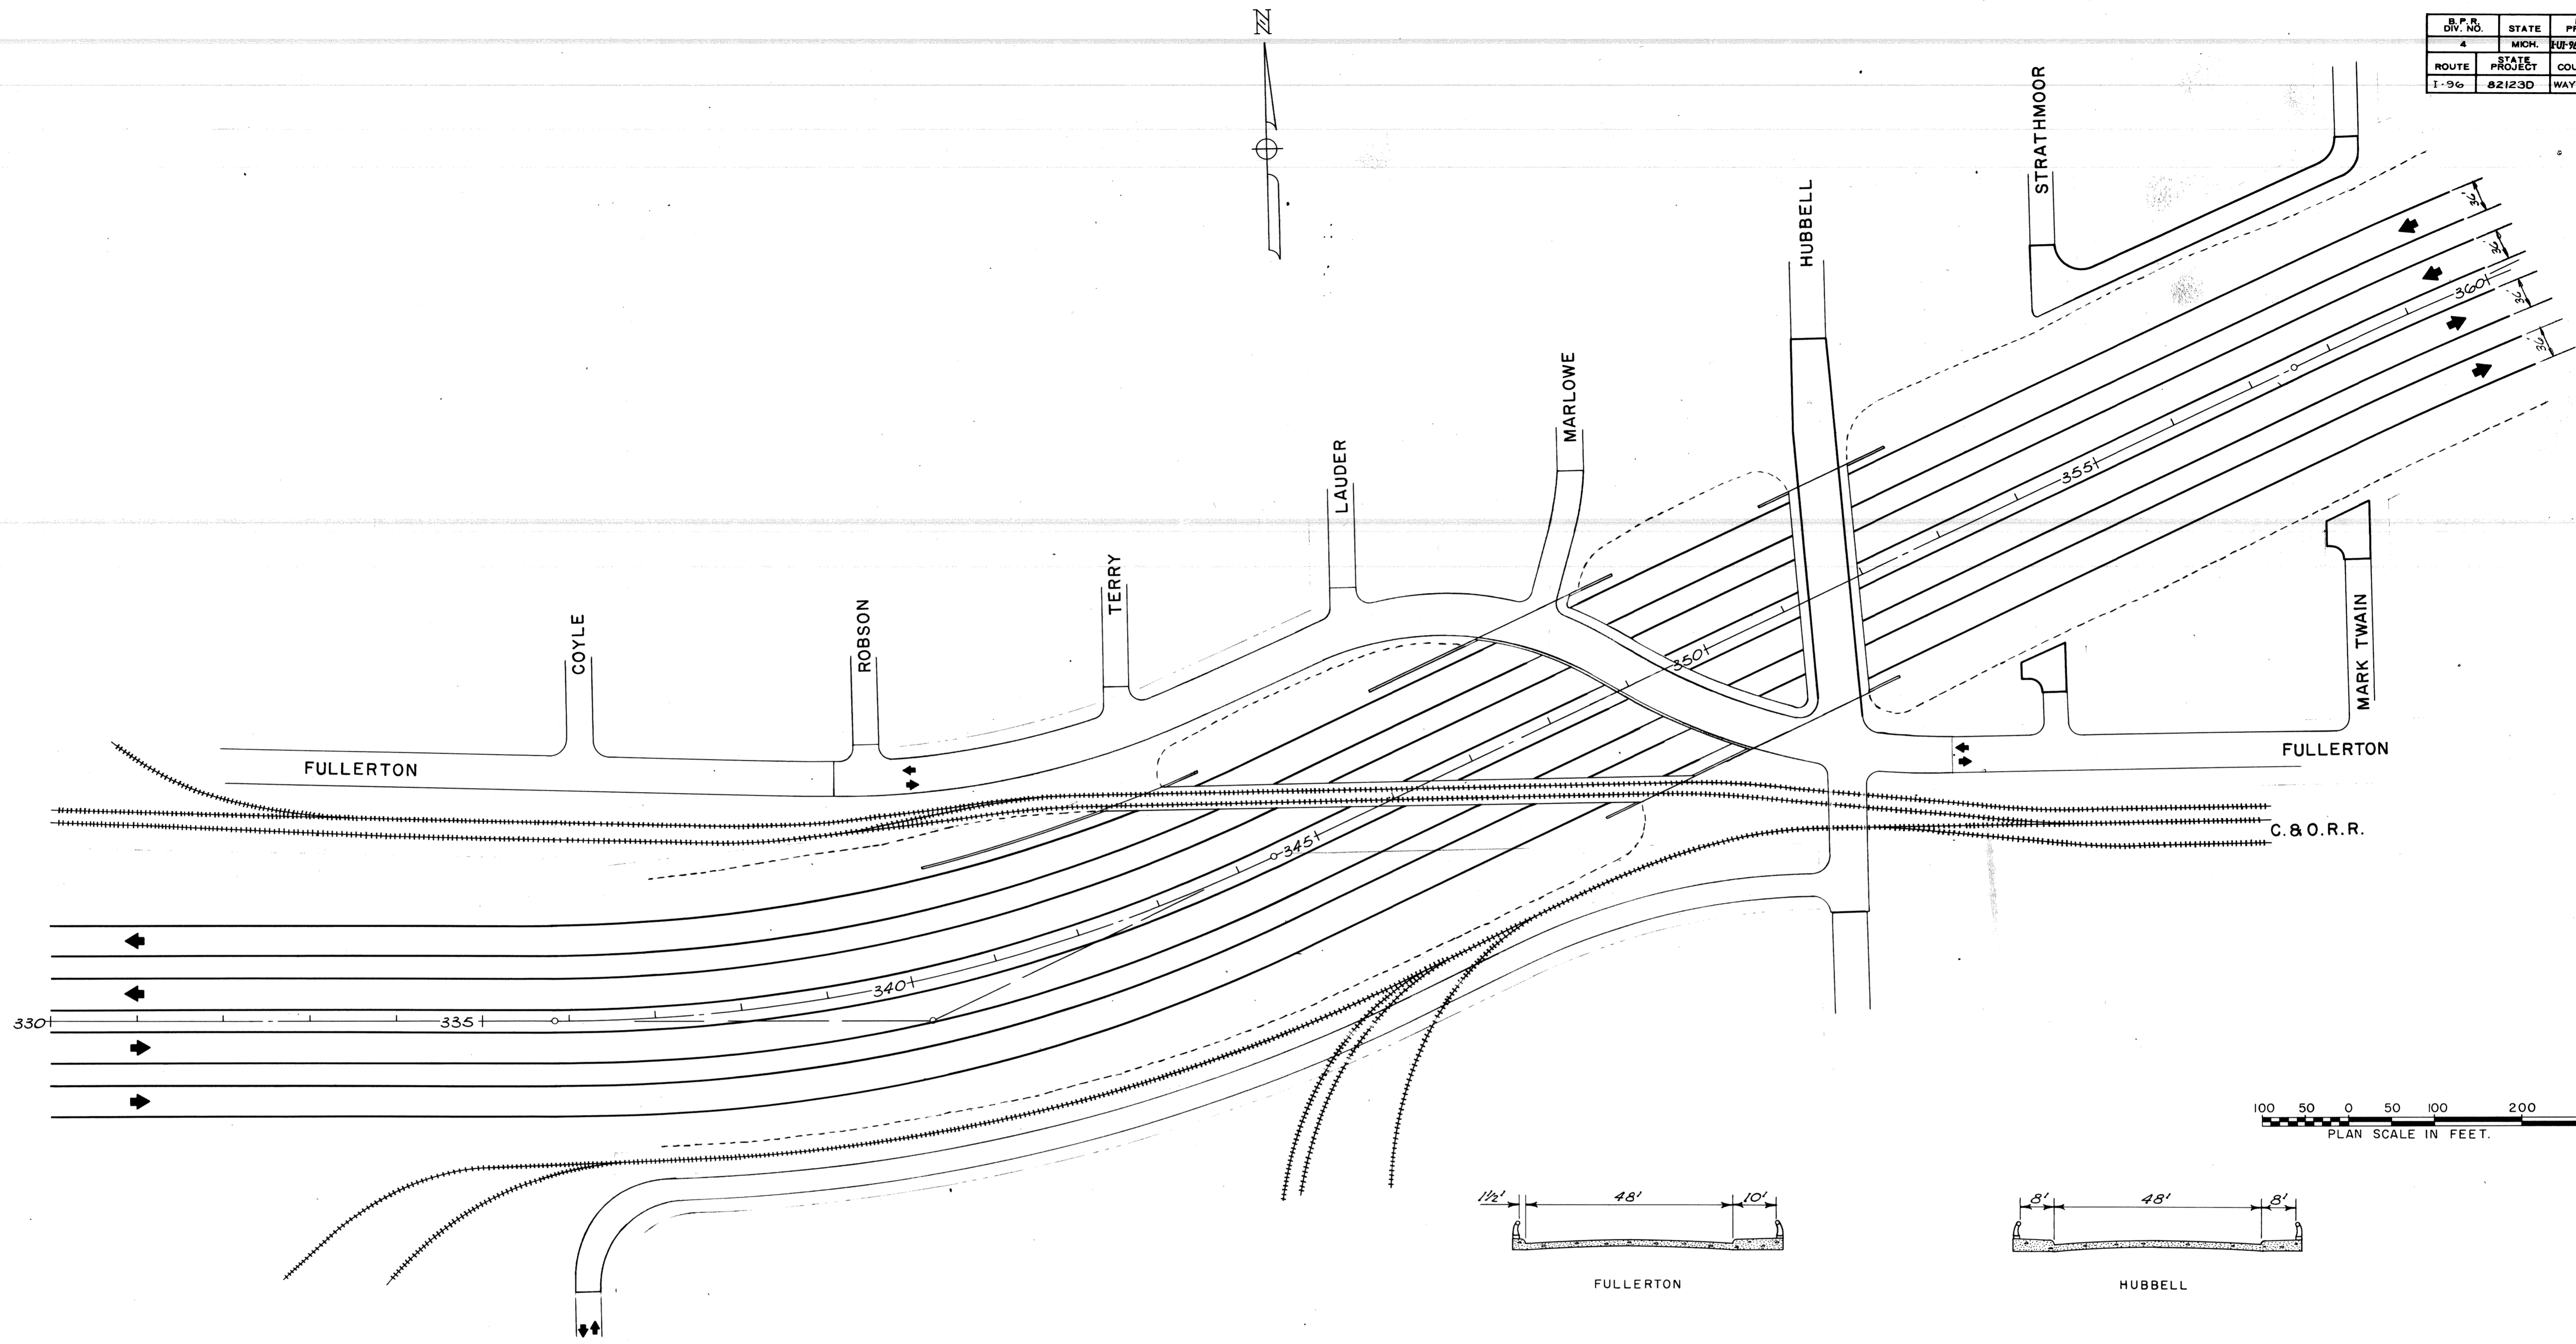 N
B.P.R. DIV. NO. STATE
4 MICH.
ROUTE STATE PROJECT
I-96 82123D
STRATHMOOR
HUBBELL
MARLOWE
LAUDER
TERRY
ROBSON
COYLE
36'
36'
36'
36'
360
355
350
345
340
335
330
MARK TWAIN
FULLERTON
FULLERTON
C. & O. R.R.
100 50 0 50 100 200
PLAN SCALE IN FEET.
1½' 48' 10'
FULLERTON
8' 48' 8'
HUBBELL